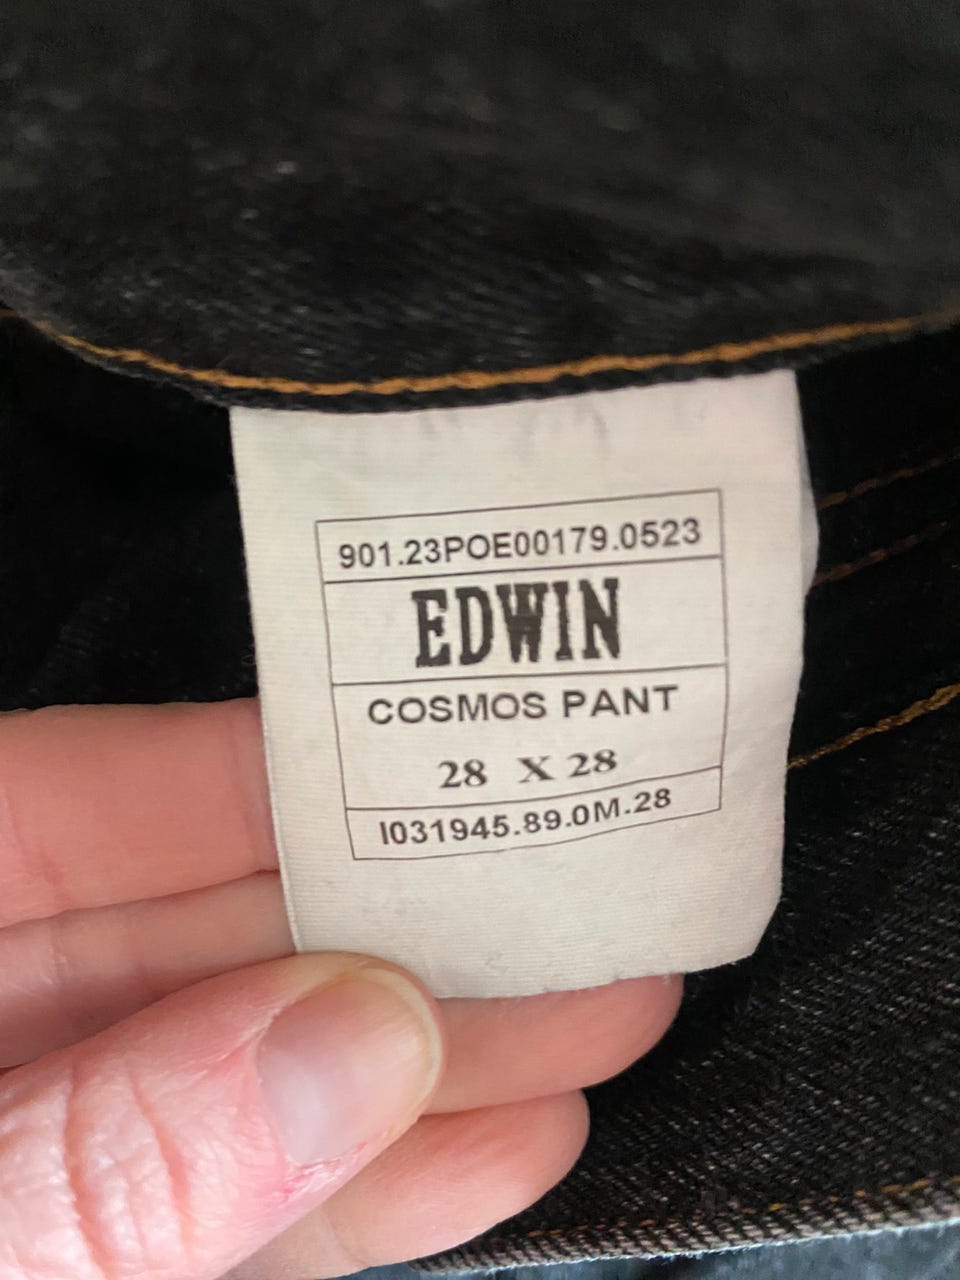 901.23POE00179.0523
EDWIN
COSMOS PANT
28 X 28
I031945.89.0M.28